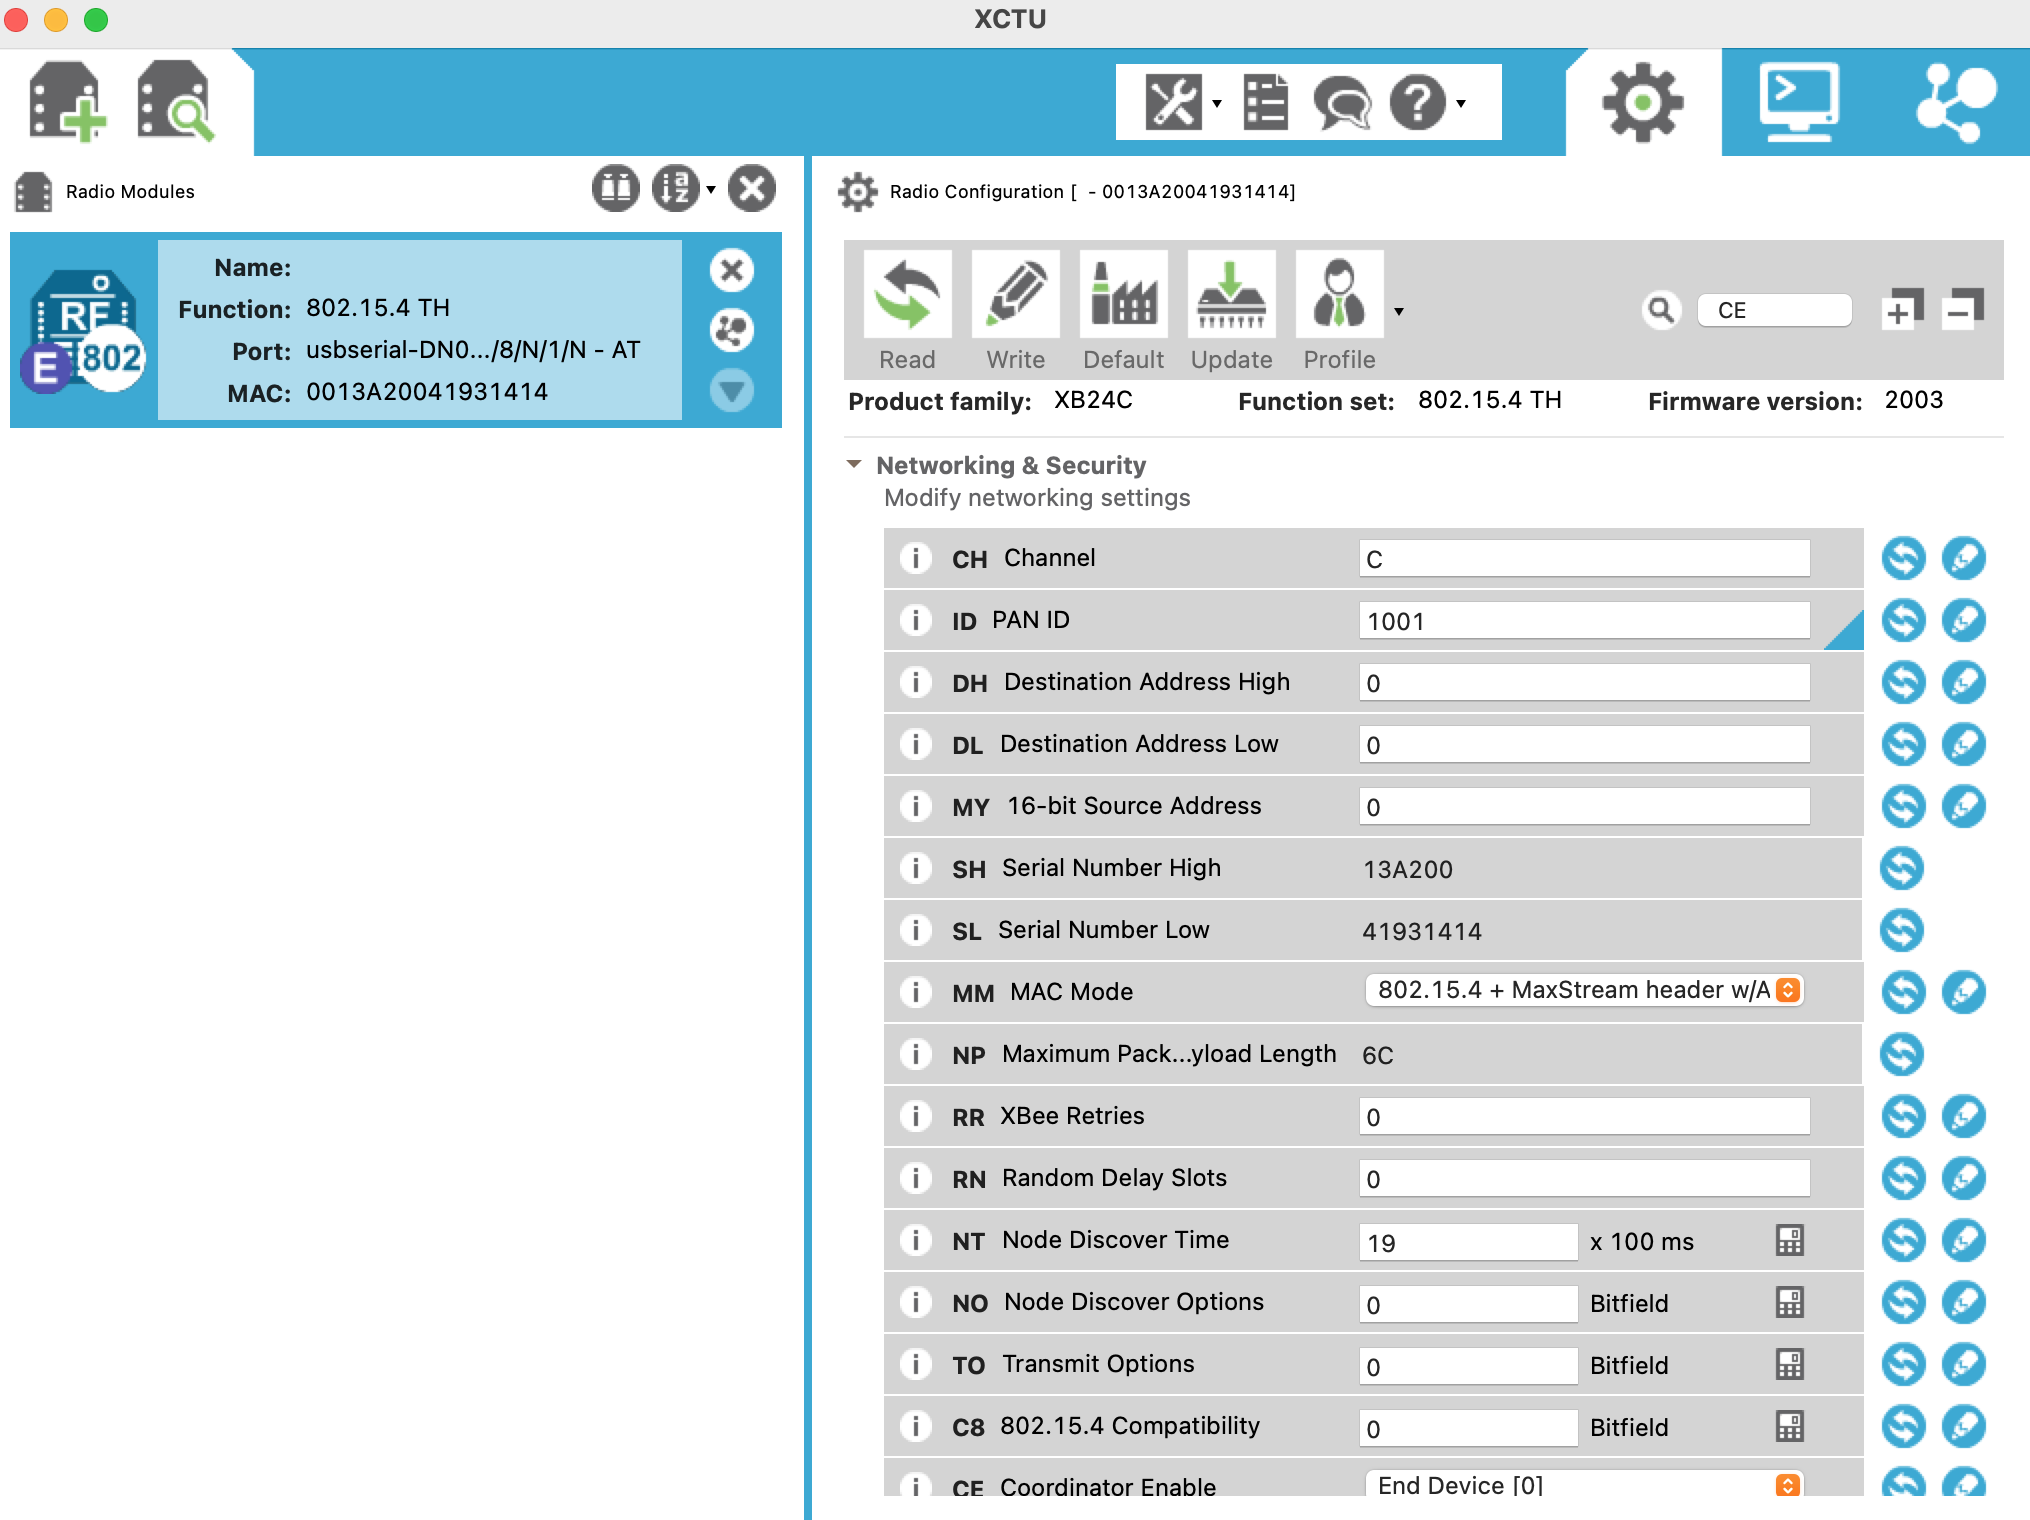 XCTU
Radio Modules
Name:
Function: 802.15.4 TH
Port: usbserial-DN0.../8/N/1/N - AT
MAC: 0013A20041931414
RF
E 802
Radio Configuration [  - 0013A20041931414]
Read Write Default Update Profile
CE
Product family: XB24C Function set: 802.15.4 TH Firmware version: 2003
Networking & Security
Modify networking settings
i CH Channel C
i ID PAN ID 1001
i DH Destination Address High 0
i DL Destination Address Low 0
i MY 16-bit Source Address 0
i SH Serial Number High 13A200
i SL Serial Number Low 41931414
i MM MAC Mode 802.15.4 + MaxStream header w/A
i NP Maximum Pack...yload Length 6C
i RR XBee Retries 0
i RN Random Delay Slots 0
i NT Node Discover Time 19 x 100 ms
i NO Node Discover Options 0 Bitfield
i TO Transmit Options 0 Bitfield
i C8 802.15.4 Compatibility 0 Bitfield
i CE Coordinator Enable End Device [0]